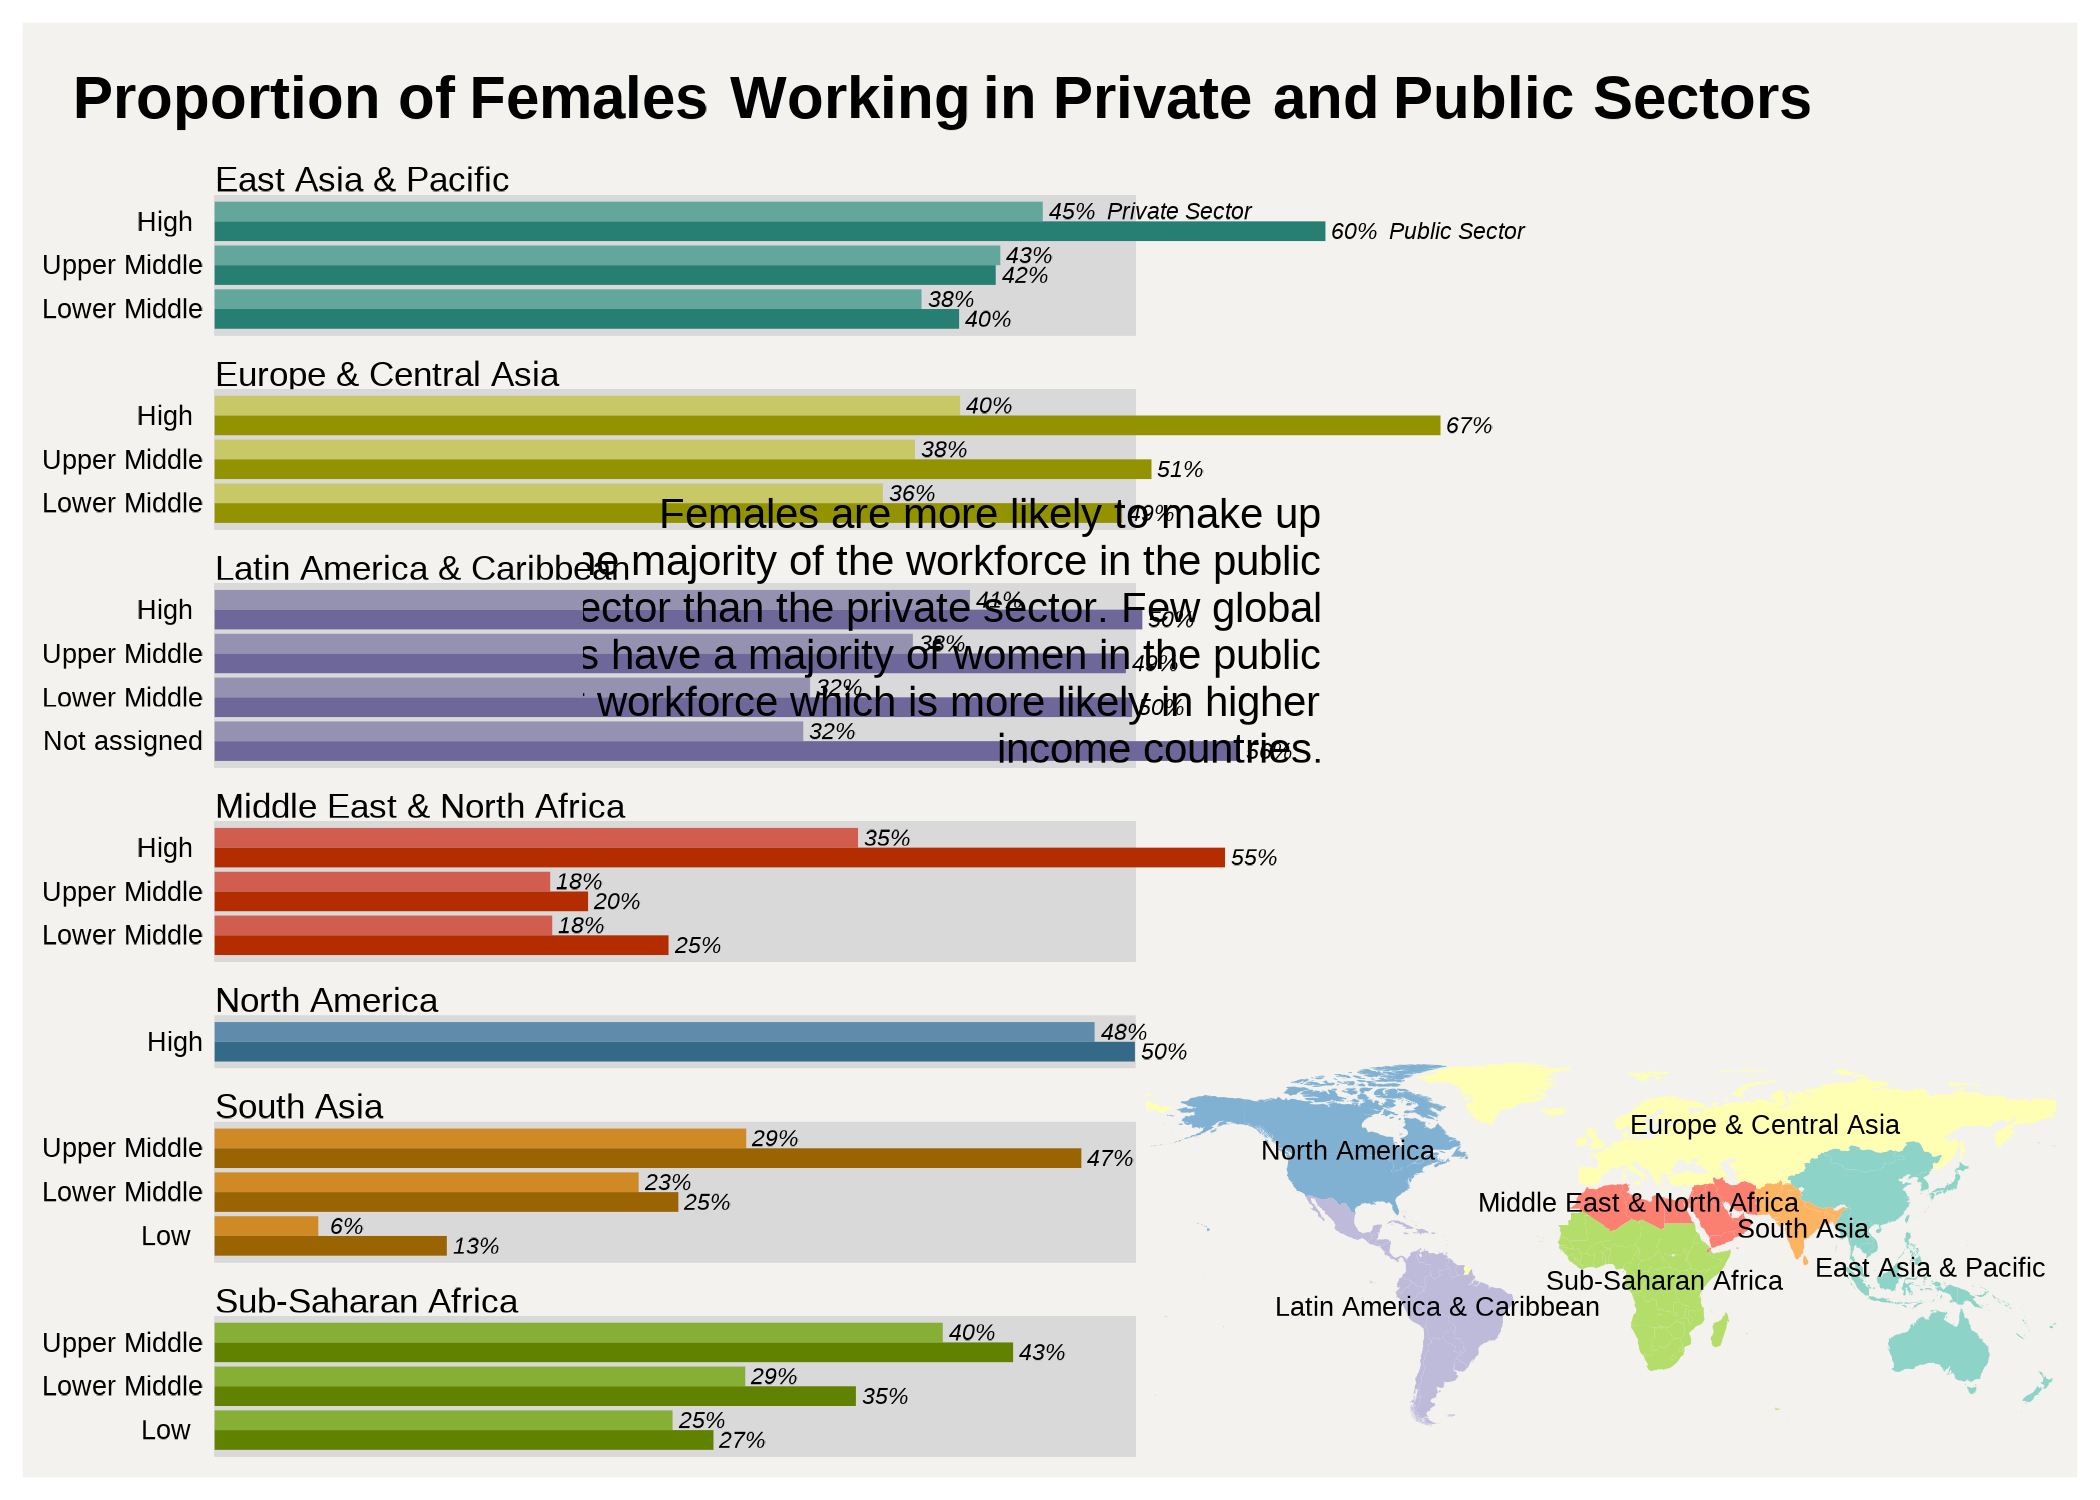 Proportion of Females Working in Private and Public Sectors
East Asia & Pacific
High 45% Private Sector
60% Public Sector
Upper Middle 43%
42%
Lower Middle 38%
40%
Europe & Central Asia
High 40%
67%
Upper Middle 38%
51%
Lower Middle 36%
49%
Females are more likely to make up
he majority of the workforce in the public
ector than the private sector. Few global
s have a majority of women in the public
workforce which is more likely in higher
income countries.
Latin America & Caribbean
High 41%
50%
Upper Middle 38%
49%
Lower Middle 32%
50%
Not assigned 32%
56%
Middle East & North Africa
High 35%
55%
Upper Middle 18%
20%
Lower Middle 18%
25%
North America
High 48%
50%
South Asia
Upper Middle 29%
47%
Lower Middle 23%
25%
Low 6%
13%
Sub-Saharan Africa
Upper Middle 40%
43%
Lower Middle 29%
35%
Low 25%
27%
Europe & Central Asia
North America
Middle East & North Africa
South Asia
East Asia & Pacific
Sub-Saharan Africa
Latin America & Caribbean